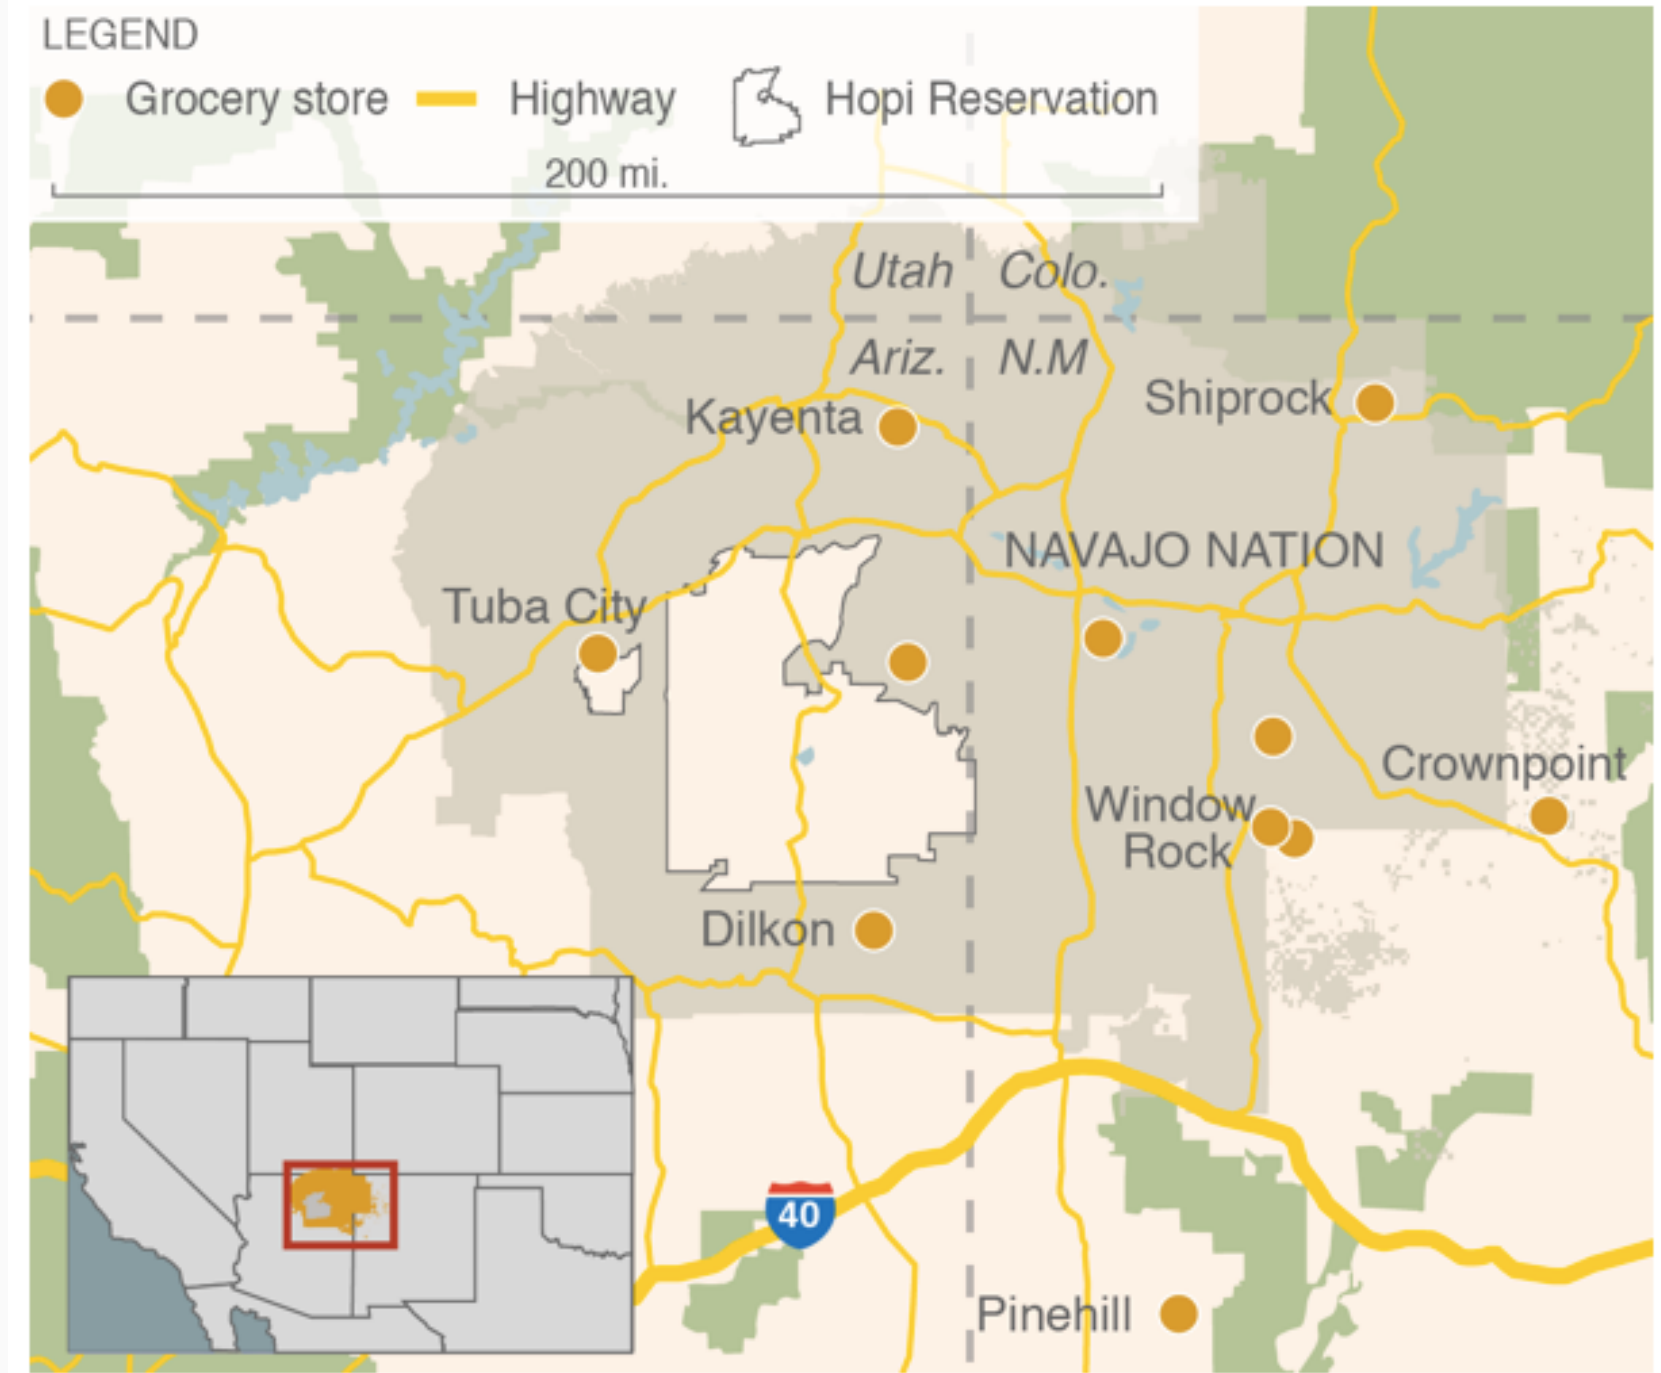 LEGEND
Grocery store
Highway
Hopi Reservation
200 mi.
Utah
Colo.
Ariz.
N.M
Kayenta
Shiprock
NAVAJO NATION
Tuba City
Crownpoint
Window
Rock
Dilkon
40
Pinehill